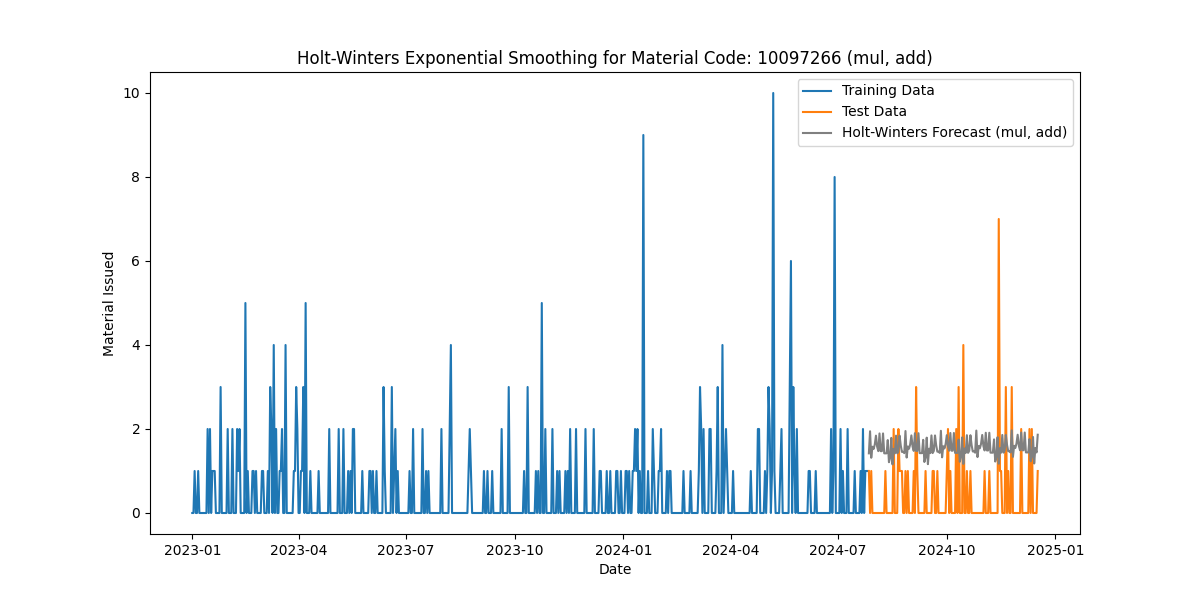 Holt-Winters Exponential Smoothing for Material Code: 10097266 (mul, add)
Training Data
Test Data
Holt-Winters Forecast (mul, add)
Material Issued
10
8
6
4
2
0
2023-01 2023-04 2023-07 2023-10 2024-01 2024-04 2024-07 2024-10 2025-01
Date